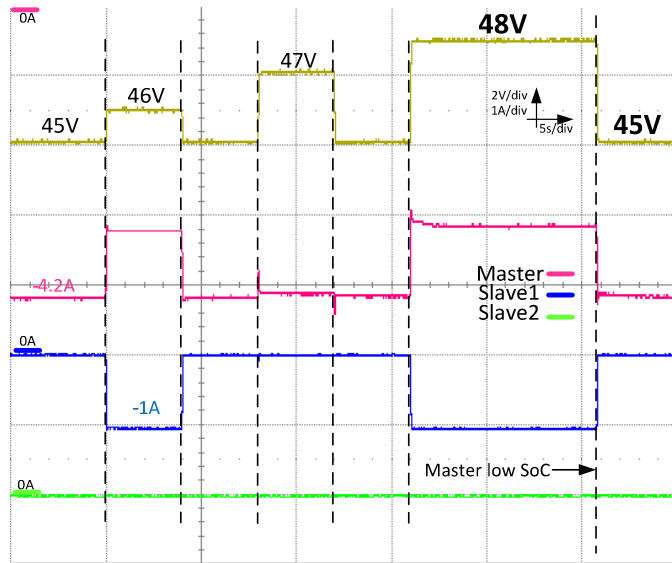 0A
48V
47V
46V
2V/div
1A/div
5s/div
45V
45V
-4.2A
Master
Slave1
Slave2
0A
-1A
Master low SoC
0A